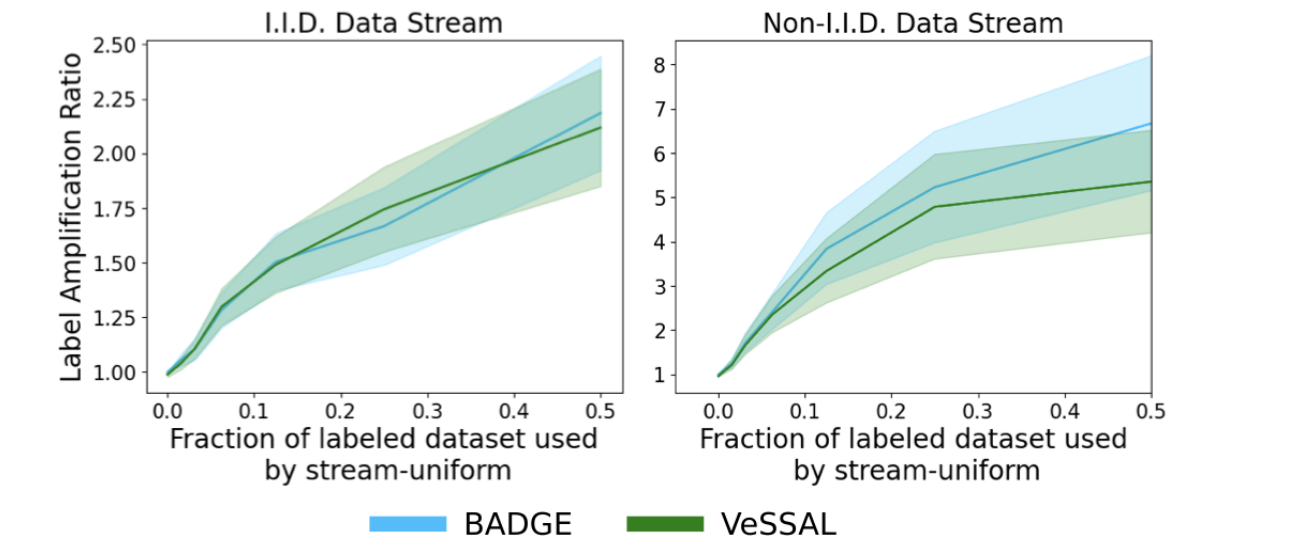 I.I.D. Data Stream
Label Amplification Ratio
2.50
2.25
2.00
1.75
1.50
1.25
1.00
0.0 0.1 0.2 0.3 0.4 0.5
Fraction of labeled dataset used
by stream-uniform
Non-I.I.D. Data Stream
8
7
6
5
4
3
2
1
0.0 0.1 0.2 0.3 0.4 0.5
Fraction of labeled dataset used
by stream-uniform
BADGE VeSSAL